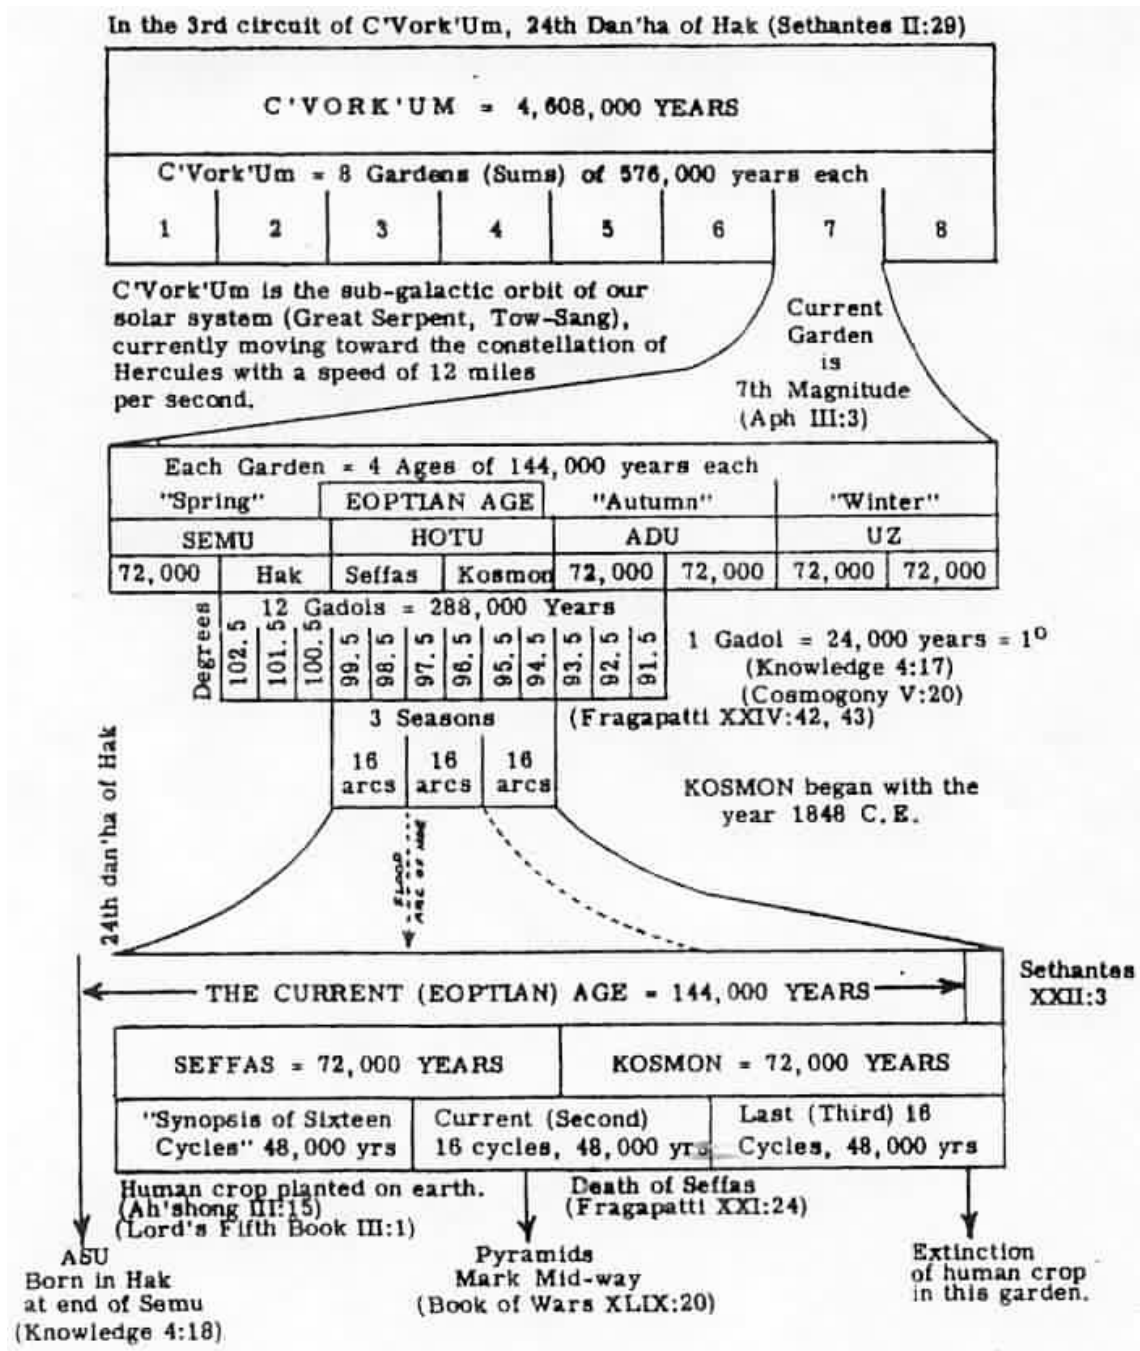 In the 3rd circuit of C'Vork'Um, 24th Dan'ha of Hak (Sethantes II:29)
C'VORK'UM = 4,608,000 YEARS
C'Vork'Um = 8 Gardens (Sums) of 576,000 years each
1 2 3 4 5 6 7 8
C'Vork'Um is the sub-galactic orbit of our
solar system (Great Serpent, Tow-Sang),
currently moving toward the constellation of
Hercules with a speed of 12 miles
per second.
Current
Garden
is
7th Magnitude
(Aph III:3)
Each Garden = 4 Ages of 144,000 years each
"Spring" EOPTIAN AGE "Autumn" "Winter"
SEMU HOTU ADU UZ
72,000 Hak Seffas Kosmon 72,000 72,000 72,000 72,000
12 Gadols = 288,000 Years
Degrees
102.5 101.5 100.5 99.5 98.5 97.5 96.5 95.5 94.5 93.5 92.5 91.5
1 Gadol = 24,000 years = 1°
(Knowledge 4:17)
(Cosmogony V:20)
(Fragapatti XXIV:42, 43)
3 Seasons
16 16 16
arcs arcs arcs
KOSMON began with the
year 1848 C.E.
24th dan'ha of Hak
FLOOD
ARC OF NOE
THE CURRENT (EOPTIAN) AGE = 144,000 YEARS
Sethantes
XXII:3
SEFFAS = 72,000 YEARS KOSMON = 72,000 YEARS
"Synopsis of Sixteen
Cycles" 48,000 yrs
Current (Second)
16 cycles, 48,000 yrs
Last (Third) 16
Cycles, 48,000 yrs
Human crop planted on earth.
(Ah'shong III:15)
(Lord's Fifth Book III:1)
Death of Seffas
(Fragapatti XXI:24)
ASU
Born in Hak
at end of Semu
(Knowledge 4:18)
Pyramids
Mark Mid-way
(Book of Wars XLIX:20)
Extinction
of human crop
in this garden.